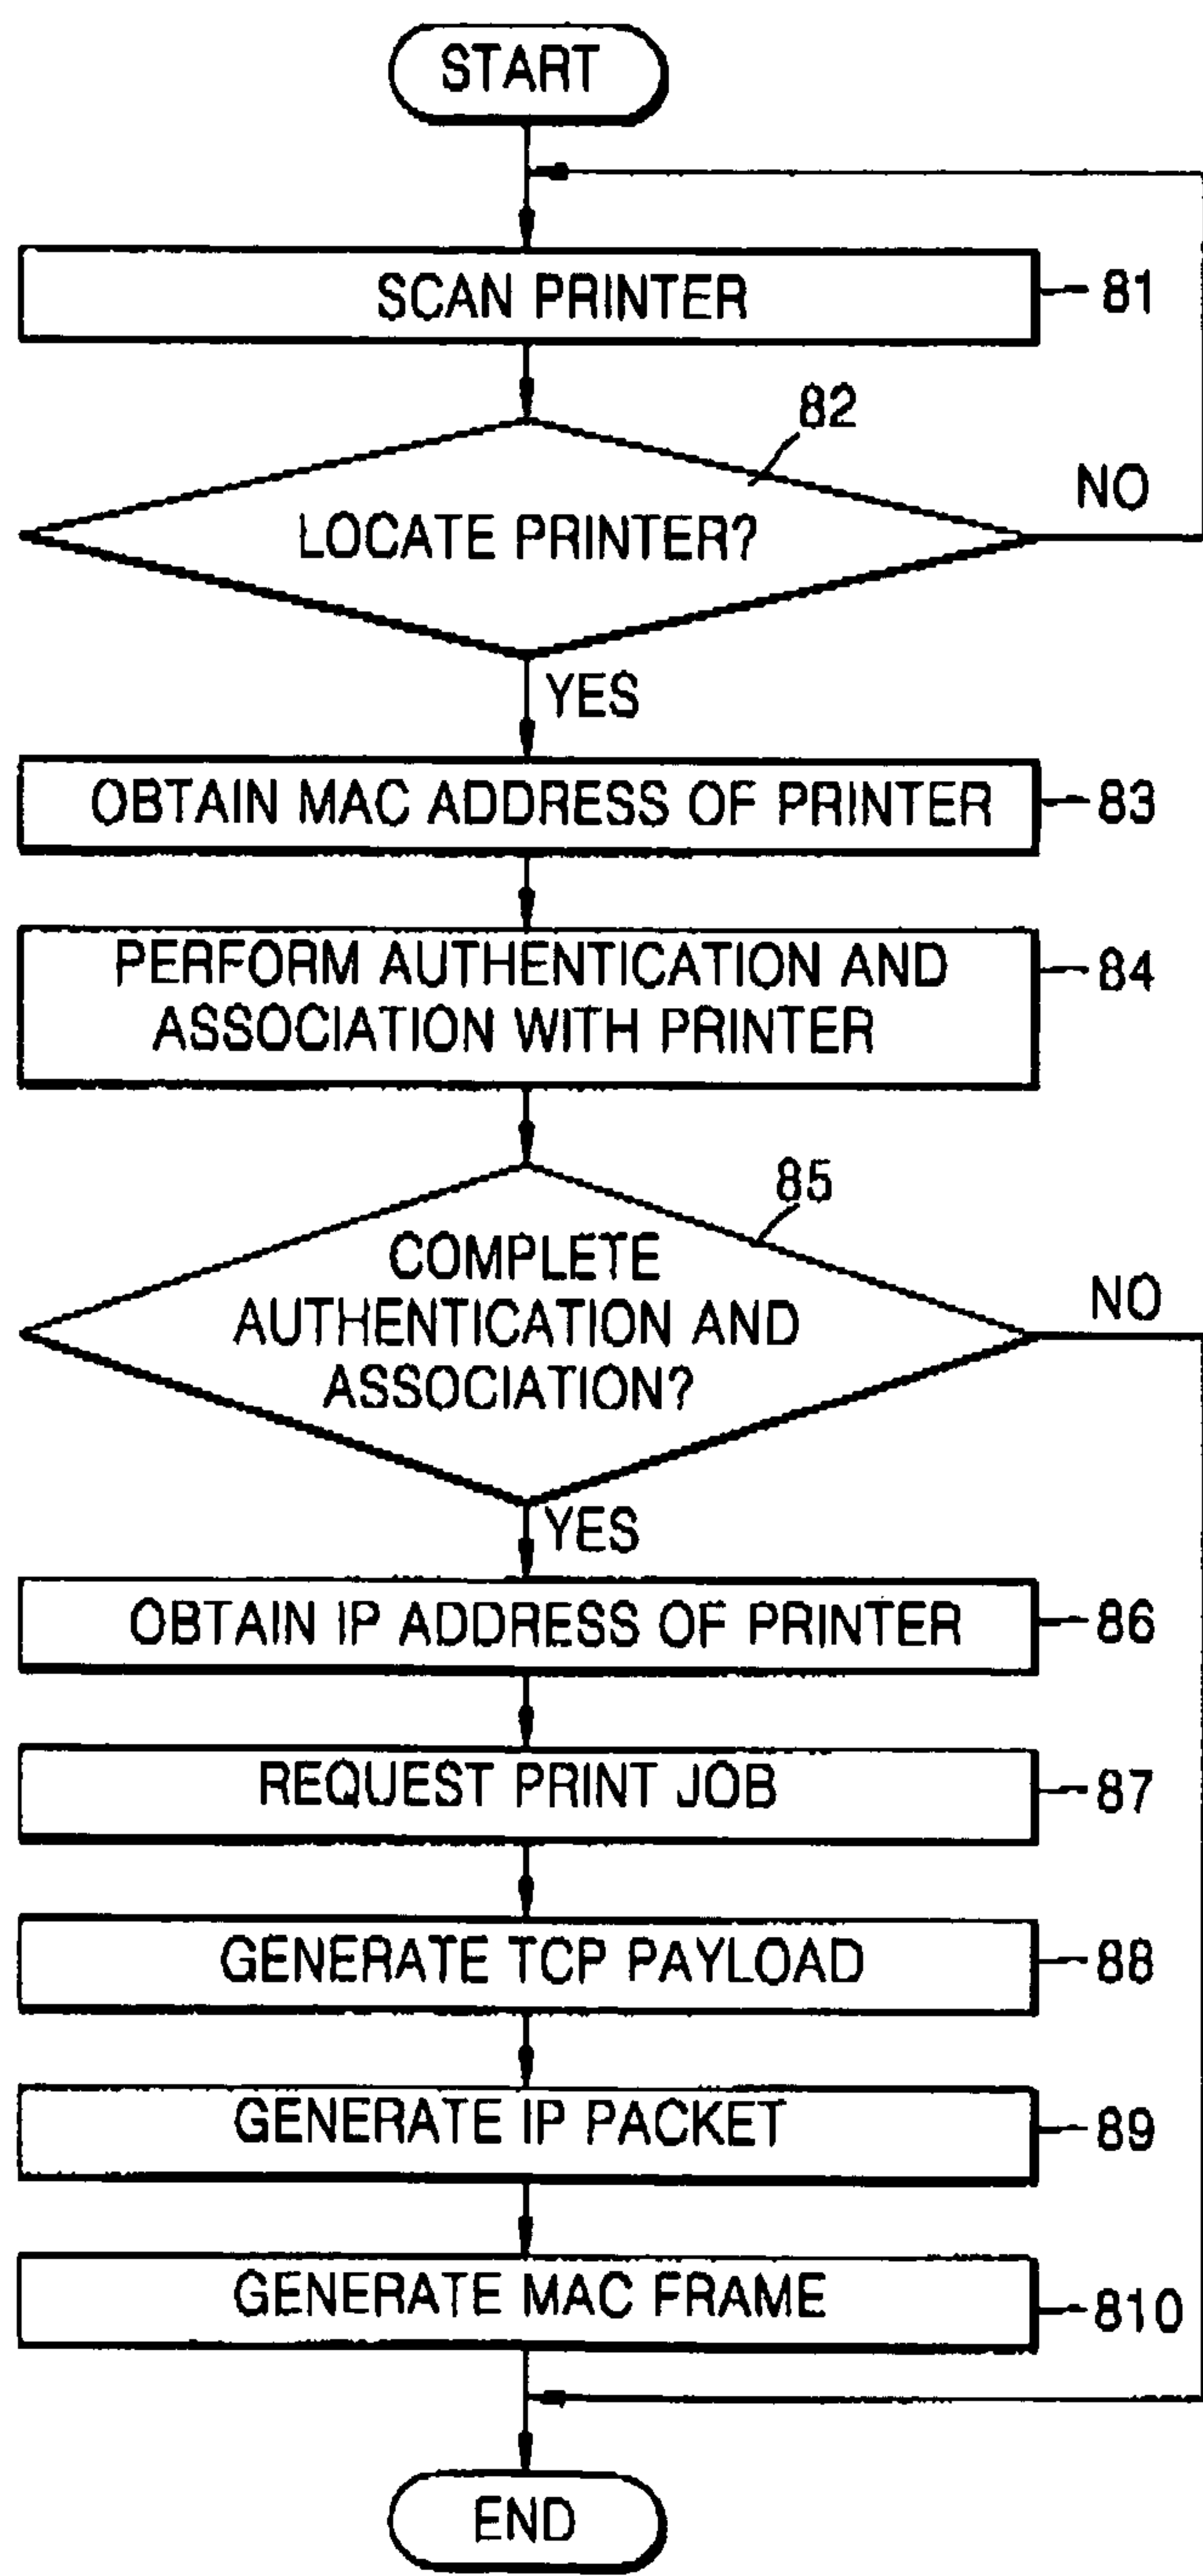 START
SCAN PRINTER
81
82
LOCATE PRINTER?
NO
YES
OBTAIN MAC ADDRESS OF PRINTER
83
PERFORM AUTHENTICATION AND
ASSOCIATION WITH PRINTER
84
85
COMPLETE
AUTHENTICATION AND
ASSOCIATION?
NO
YES
OBTAIN IP ADDRESS OF PRINTER
86
REQUEST PRINT JOB
87
GENERATE TCP PAYLOAD
88
GENERATE IP PACKET
89
GENERATE MAC FRAME
810
END